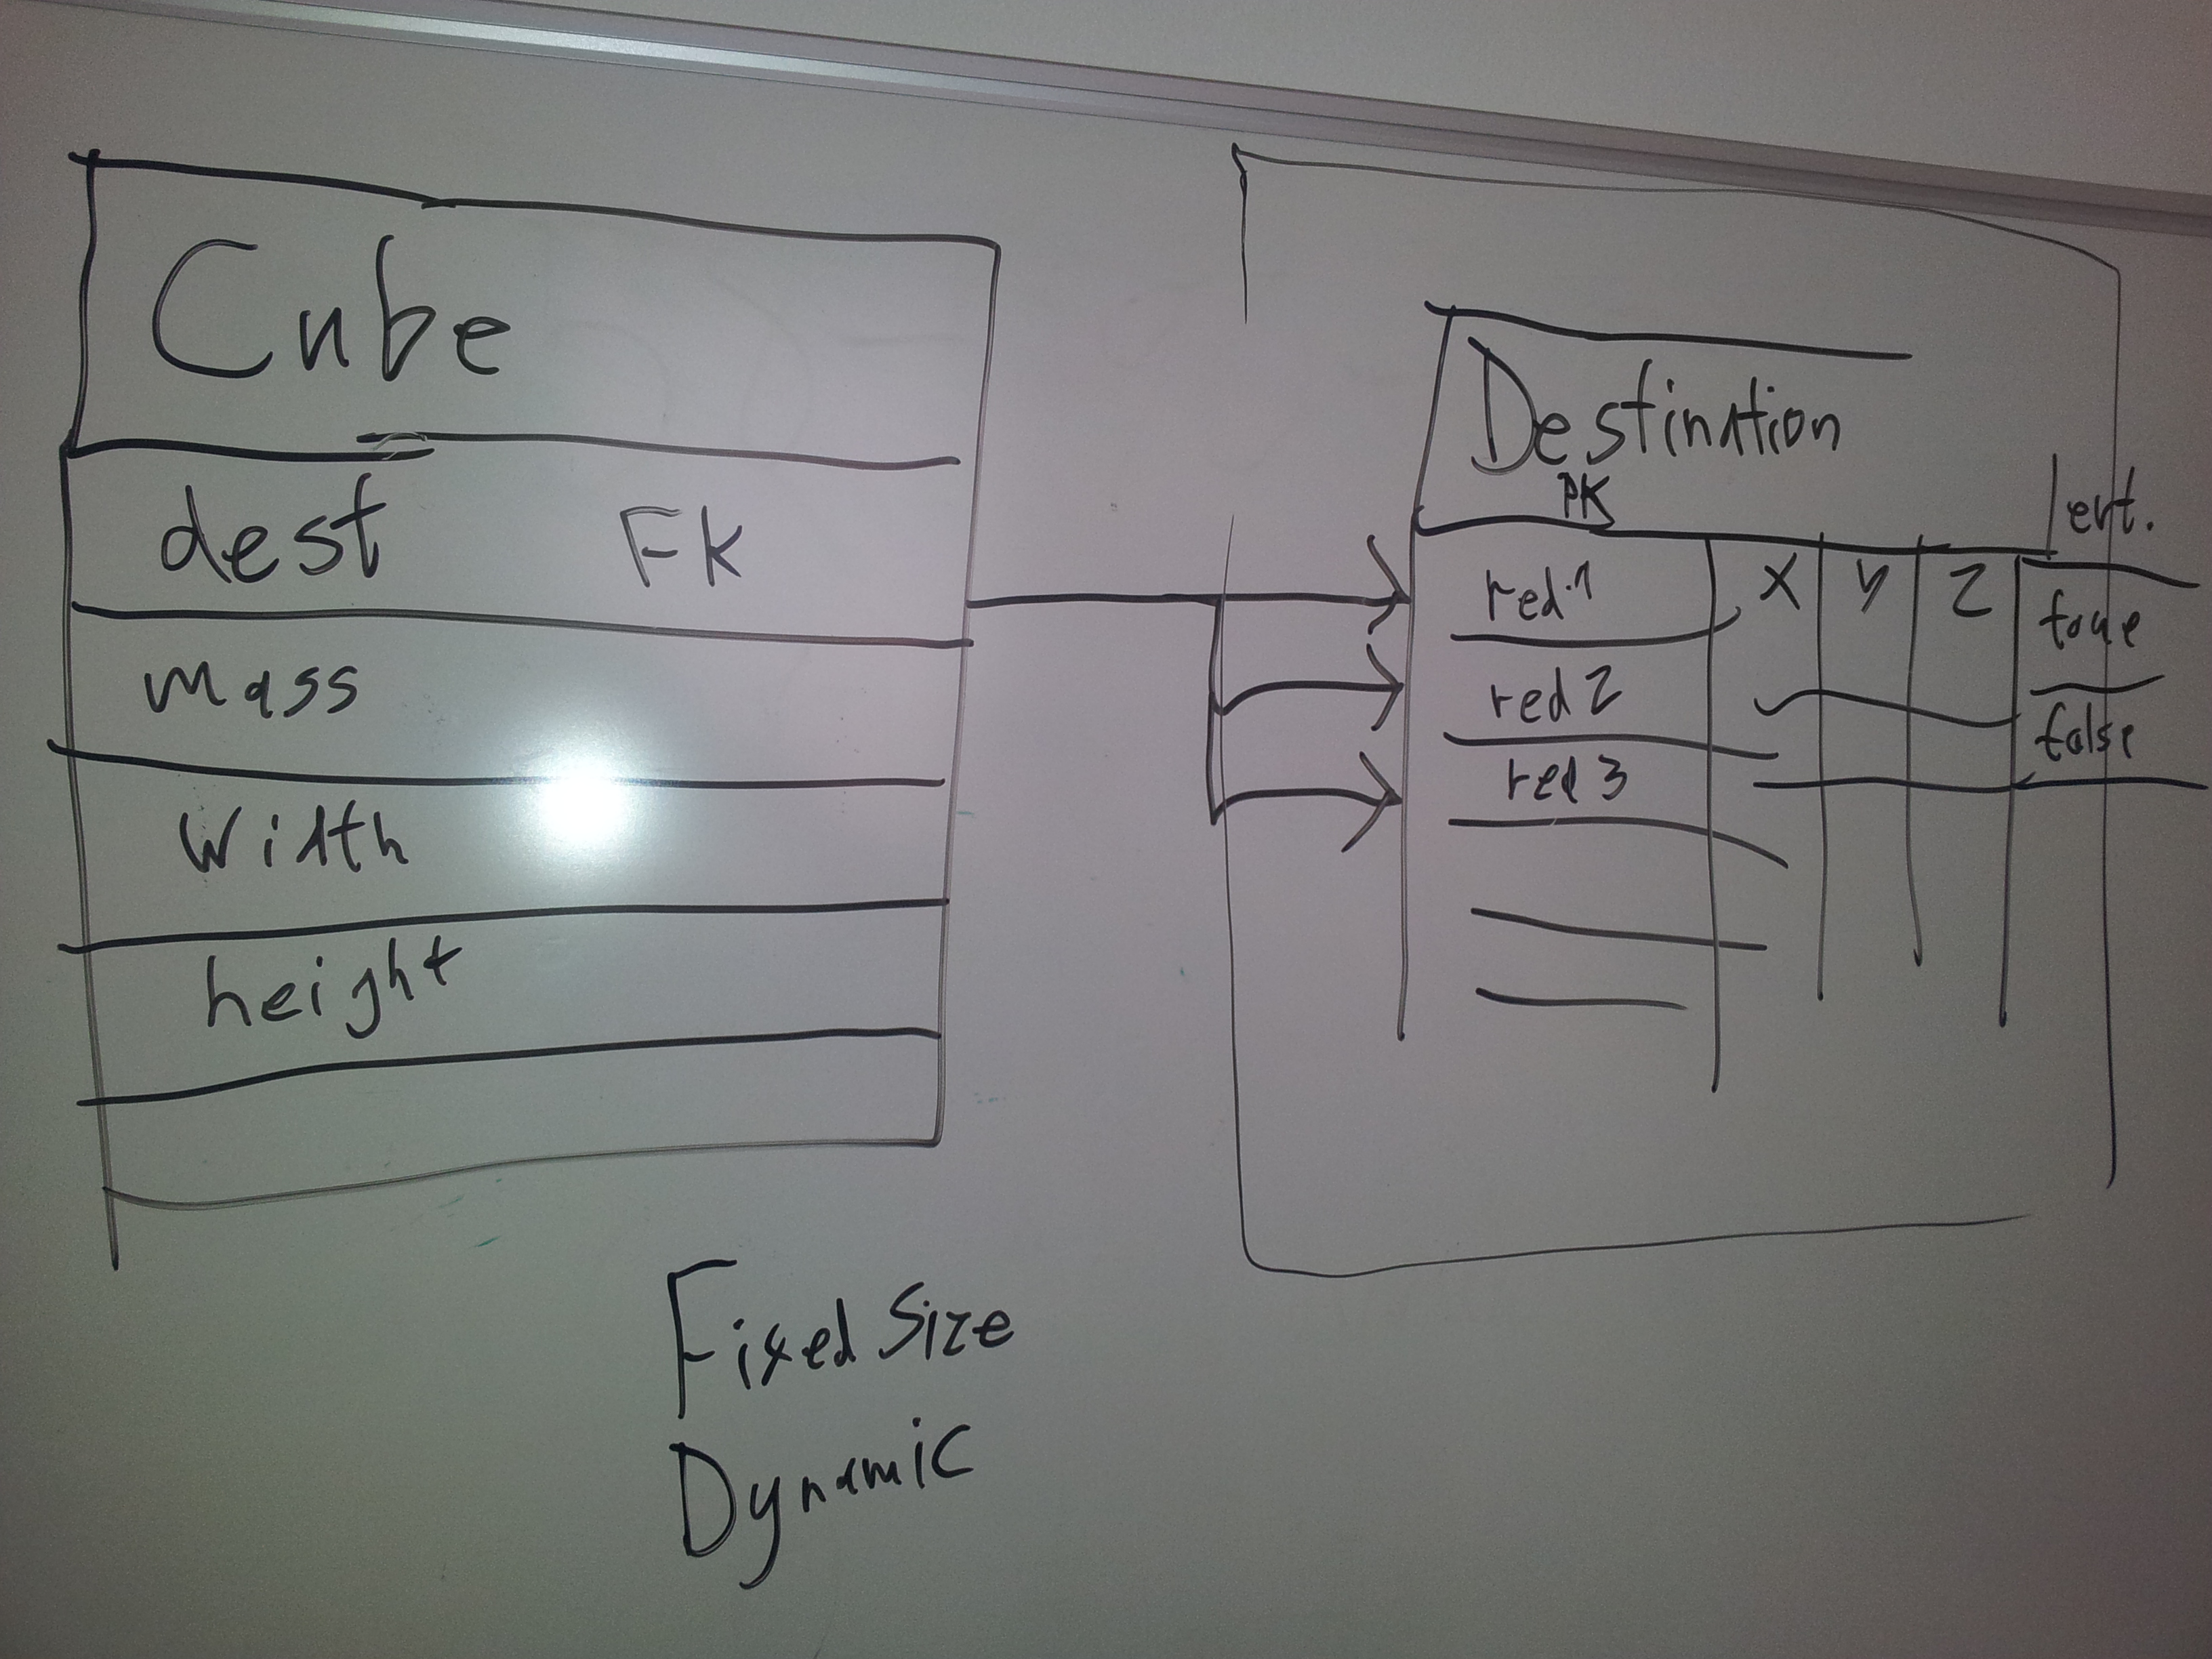 Cube
dest FK
mass
Width
height
Destination
PK
ent.
red.1 x y z
true
red 2
false
red 3
Fixed Size
Dynamic